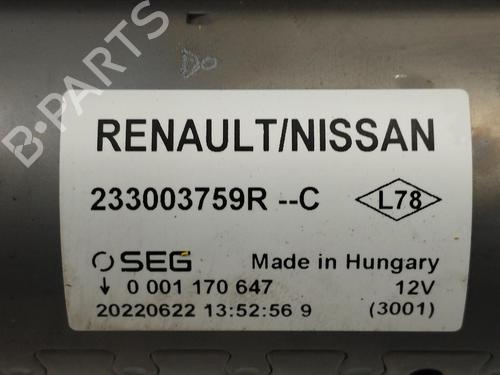 Do
B-PARTS
RENAULT/NISSAN
233003759R --C L78
SEG Made in Hungary
↓ 0 001 170 647 12V
20220622 13:52:56 9 (3001)